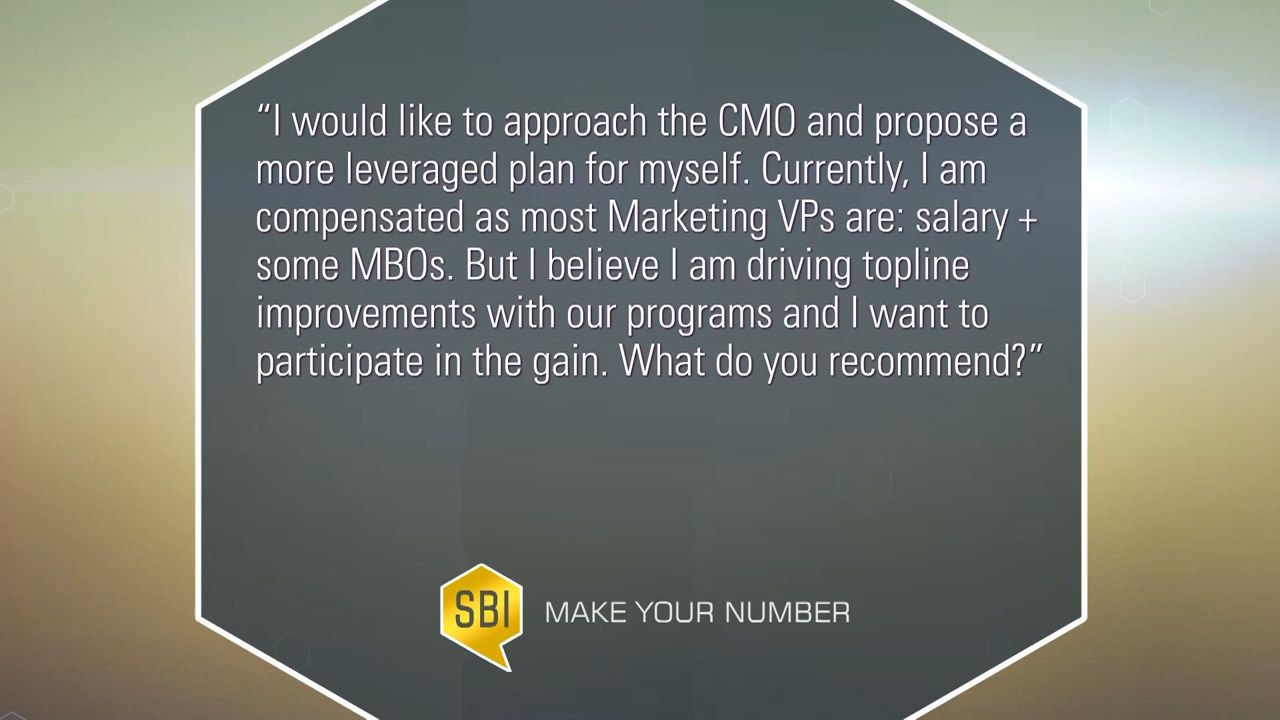 “I would like to approach the CMO and propose a
more leveraged plan for myself. Currently, I am
compensated as most Marketing VPs are: salary +
some MBOs. But I believe I am driving topline
improvements with our programs and I want to
participate in the gain. What do you recommend?”
SBI MAKE YOUR NUMBER